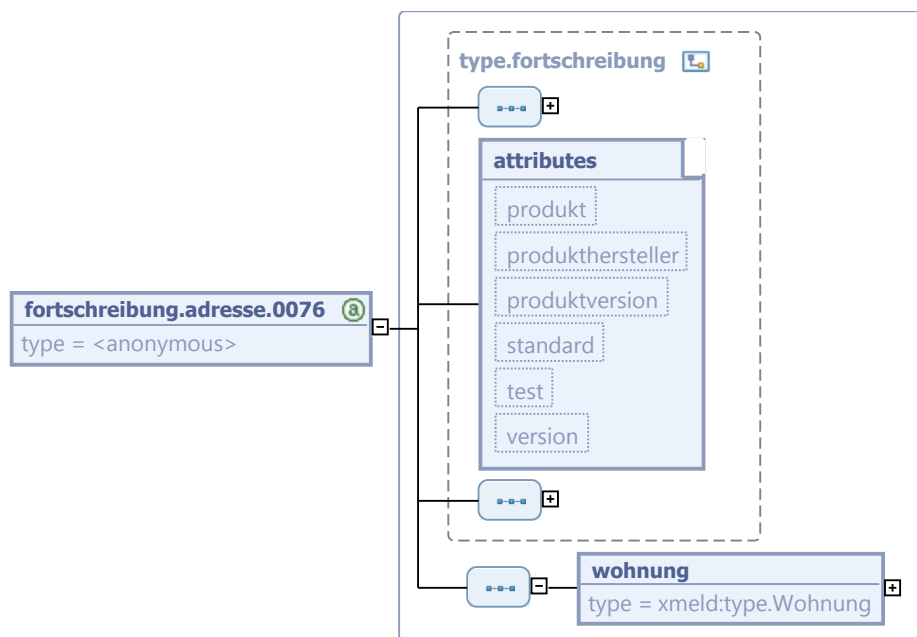 type.fortschreibung
attributes
produkt
produkthersteller
produktversion
standard
test
version
fortschreibung.adresse.0076 a
type = <anonymous>
wohnung
type = xmeld:type.Wohnung